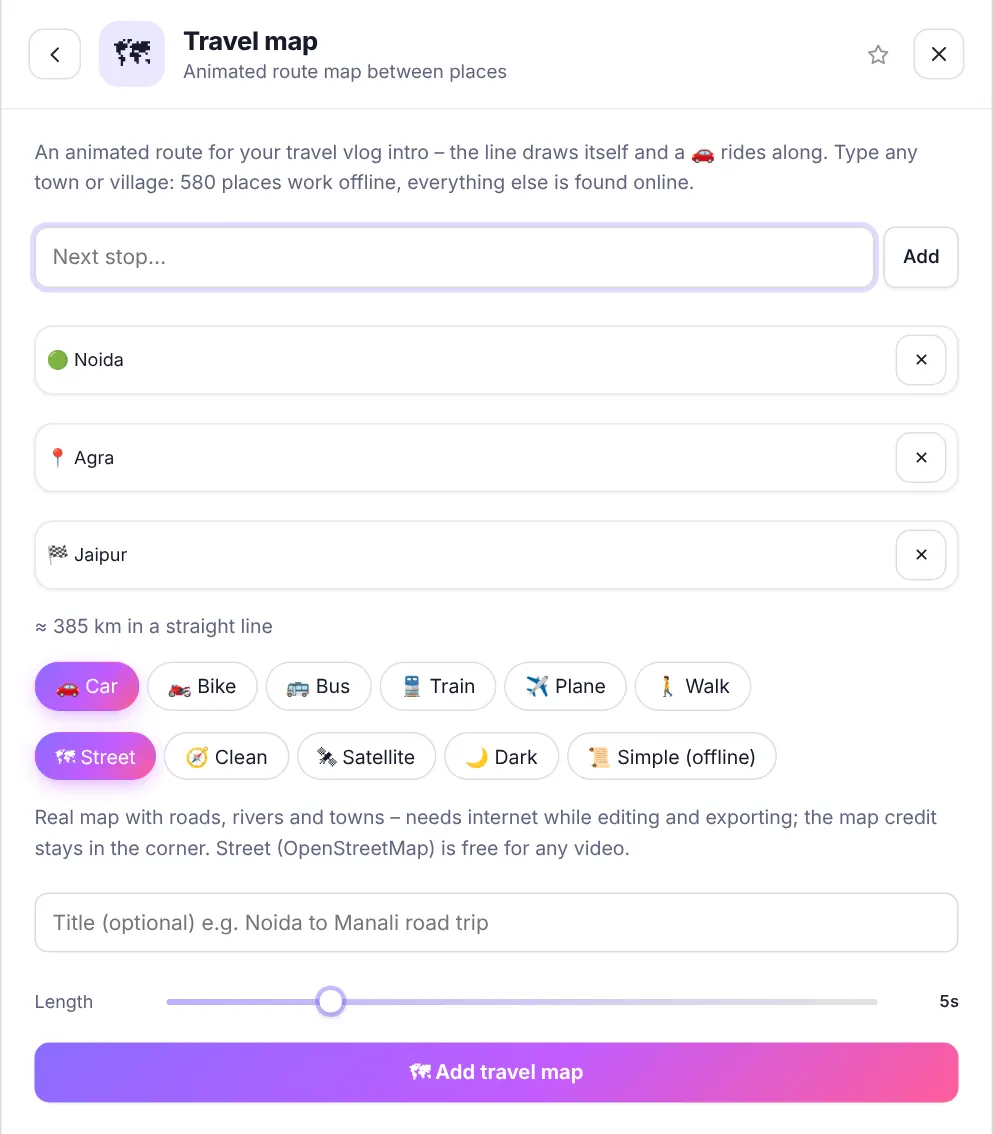 Travel map
Animated route map between places
An animated route for your travel vlog intro – the line draws itself and a 🚗 rides along. Type any
town or village: 580 places work offline, everything else is found online.
Next stop...
Add
Noida
Agra
Jaipur
≈ 385 km in a straight line
Car
Bike
Bus
Train
Plane
Walk
Street
Clean
Satellite
Dark
Simple (offline)
Real map with roads, rivers and towns – needs internet while editing and exporting; the map credit
stays in the corner. Street (OpenStreetMap) is free for any video.
Title (optional) e.g. Noida to Manali road trip
Length
5s
Add travel map